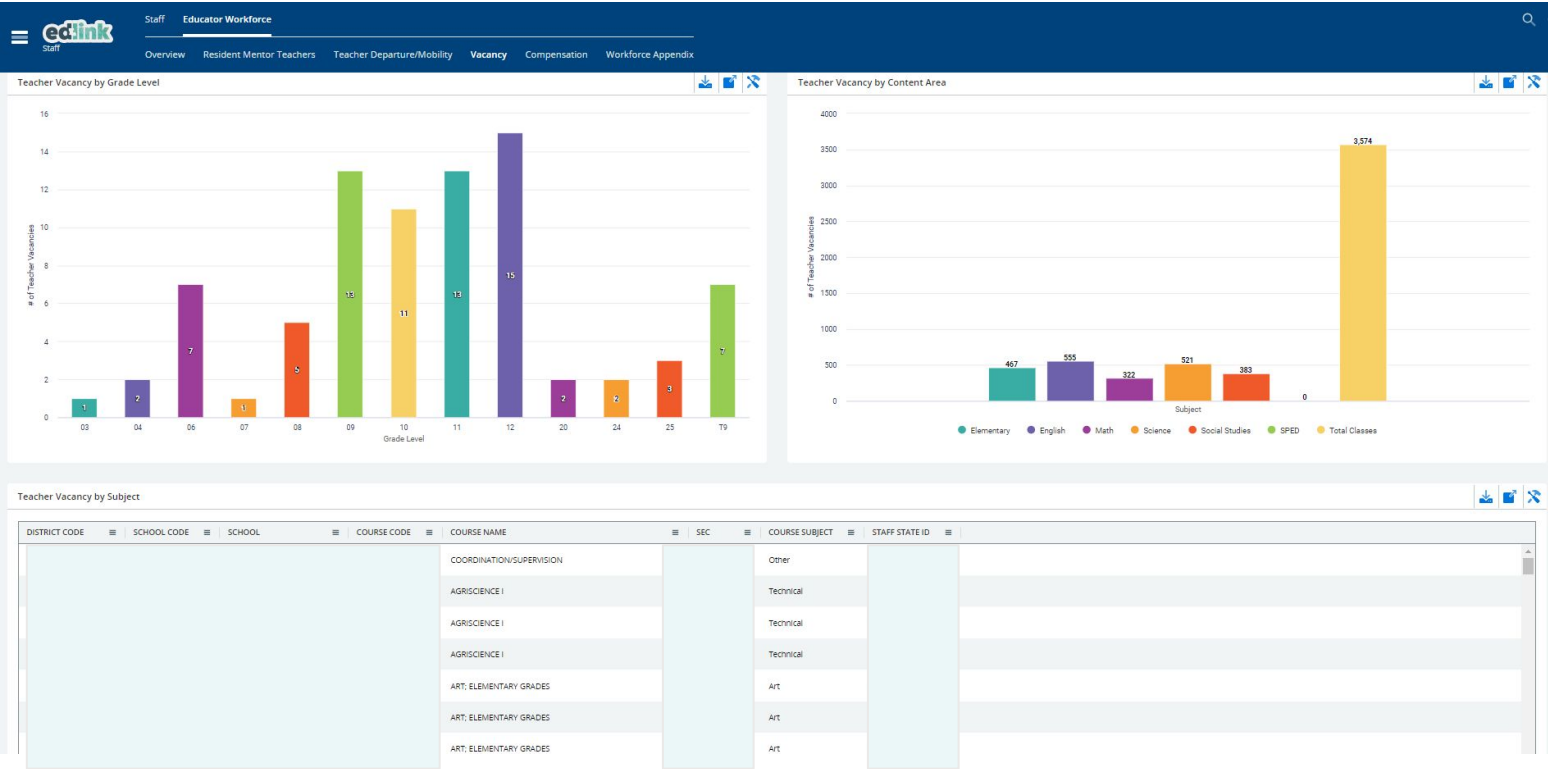 Staff Educator Workforce
ed:link
Staff
Overview Resident Mentor Teachers Teacher Departure/Mobility Vacancy Compensation Workforce Appendix
Teacher Vacancy by Grade Level
16
14
12
10
8
6
4
2
0
# of Teacher Vacancies
1
2
7
1
5
13
11
13
15
2
2
3
7
03 04 06 07 08 09 10 11 12 20 24 25 T9
Grade Level
Teacher Vacancy by Content Area
4000
3500
3000
2500
2000
1500
1000
500
0
# of Teacher Vacancies
467
555
322
521
383
0
3,574
Subject
Elementary English Math Science Social Studies SPED Total Classes
Teacher Vacancy by Subject
DISTRICT CODE SCHOOL CODE SCHOOL COURSE CODE COURSE NAME SEC COURSE SUBJECT STAFF STATE ID
COORDINATION/SUPERVISION Other
AGRISCIENCE I Technical
AGRISCIENCE I Technical
AGRISCIENCE I Technical
ART; ELEMENTARY GRADES Art
ART; ELEMENTARY GRADES Art
ART; ELEMENTARY GRADES Art